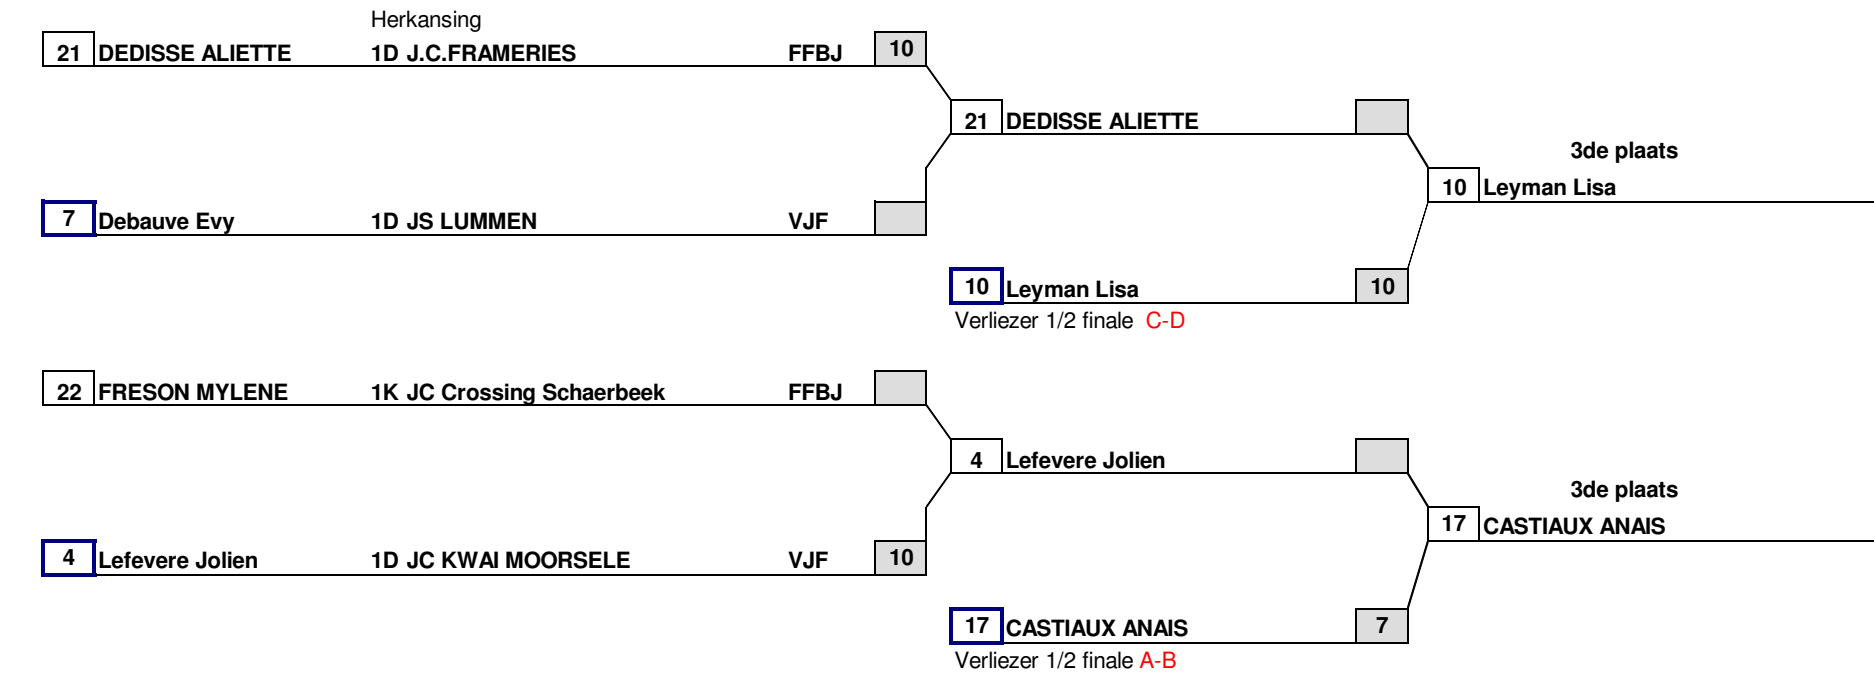 Herkansing
21 DEDISSE ALIETTE 1D J.C.FRAMERIES FFBJ 10
21 DEDISSE ALIETTE
3de plaats
10 Leyman Lisa
7 Debauve Evy 1D JS LUMMEN VJF
10 Leyman Lisa 10
Verliezer 1/2 finale C-D
22 FRESON MYLENE 1K JC Crossing Schaerbeek FFBJ
4 Lefevere Jolien
3de plaats
17 CASTIAUX ANAIS
4 Lefevere Jolien 1D JC KWAI MOORSELE VJF 10
17 CASTIAUX ANAIS 7
Verliezer 1/2 finale A-B